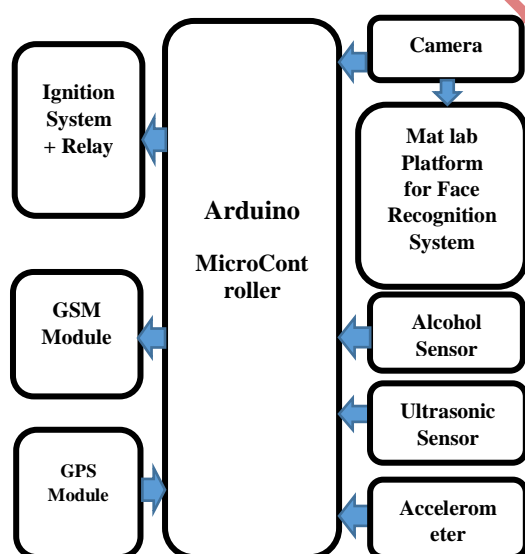 Ignition
System
+ Relay
GSM
Module
GPS
Module
Arduino
MicroCont
roller
Camera
Mat lab
Platform
for Face
Recognition
System
Alcohol
Sensor
Ultrasonic
Sensor
Accelerom
eter